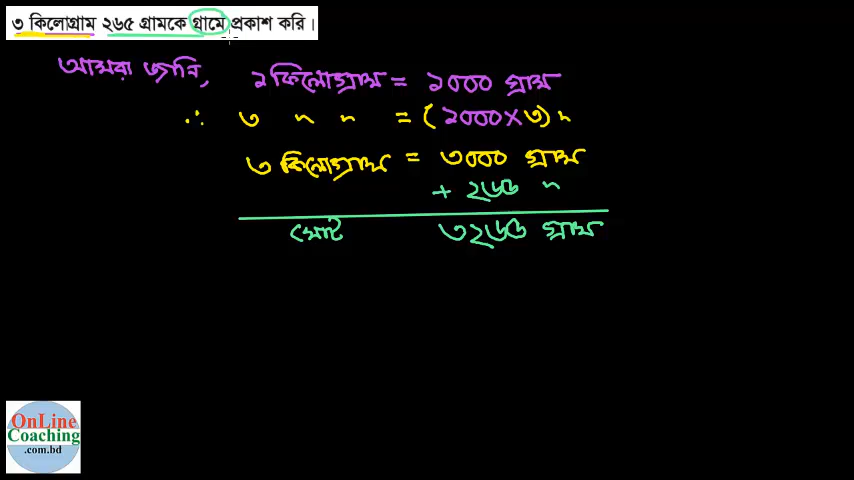 ৩ কিলোগ্রাম ২৬৫ গ্রামকে গ্রামে প্রকাশ করি।
আমরা জানি,
১ কিলোগ্রাম = ১০০০ গ্রাম
∴ ৩ " " = (১০০০×৩) "
৩ কিলোগ্রাম = ৩০০০ গ্রাম
+ ২৬৫ "
মোট ৩২৬৫ গ্রাম
OnLine
Coaching
.com.bd